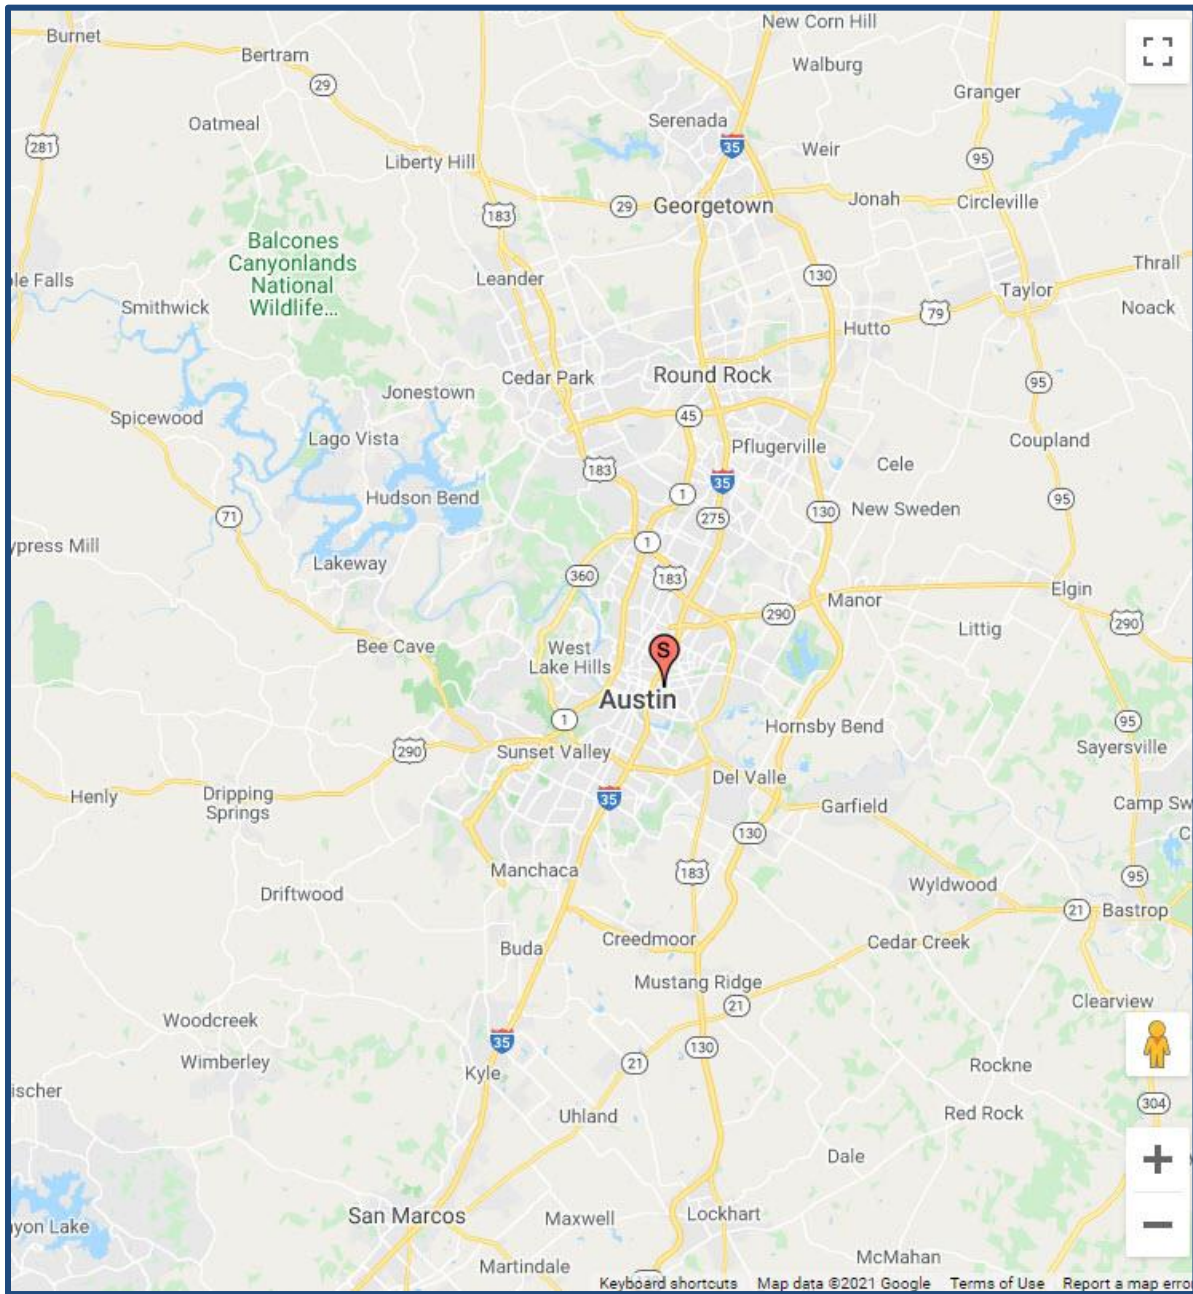 New Corn Hill
Burnet
Bertram
Walburg
29
Granger
Oatmeal
Serenada
281
35
Weir
95
Liberty Hill
183
29
Georgetown
Jonah
Circleville
Balcones
Canyonlands
National
Wildlife...
Leander
130
Thrall
ole Falls
Smithwick
Taylor
Noack
79
Hutto
Cedar Park
Round Rock
95
Jonestown
Spicewood
45
Lago Vista
Pflugerville
Coupland
183
Cele
Hudson Bend
35
1
95
71
275
130
New Sweden
ypress Mill
1
Lakeway
360
183
Elgin
Manor
290
290
Littig
Bee Cave
West
Lake Hills
S
Austin
1
Hornsby Bend
95
290
Sunset Valley
Sayersville
Del Valle
Henly
Dripping
Springs
35
Garfield
Camp Sw
C
130
Manchaca
183
95
Driftwood
Wyldwood
21
Bastrop
Buda
Creedmoor
Cedar Creek
Mustang Ridge
21
Clearview
Woodcreek
35
130
Wimberley
21
Kyle
Rockne
ischer
304
Uhland
Red Rock
Dale
San Marcos
Maxwell
Lockhart
nyon Lake
Martindale
McMahan
Keyboard shortcuts Map data ©2021 Google Terms of Use Report a map error